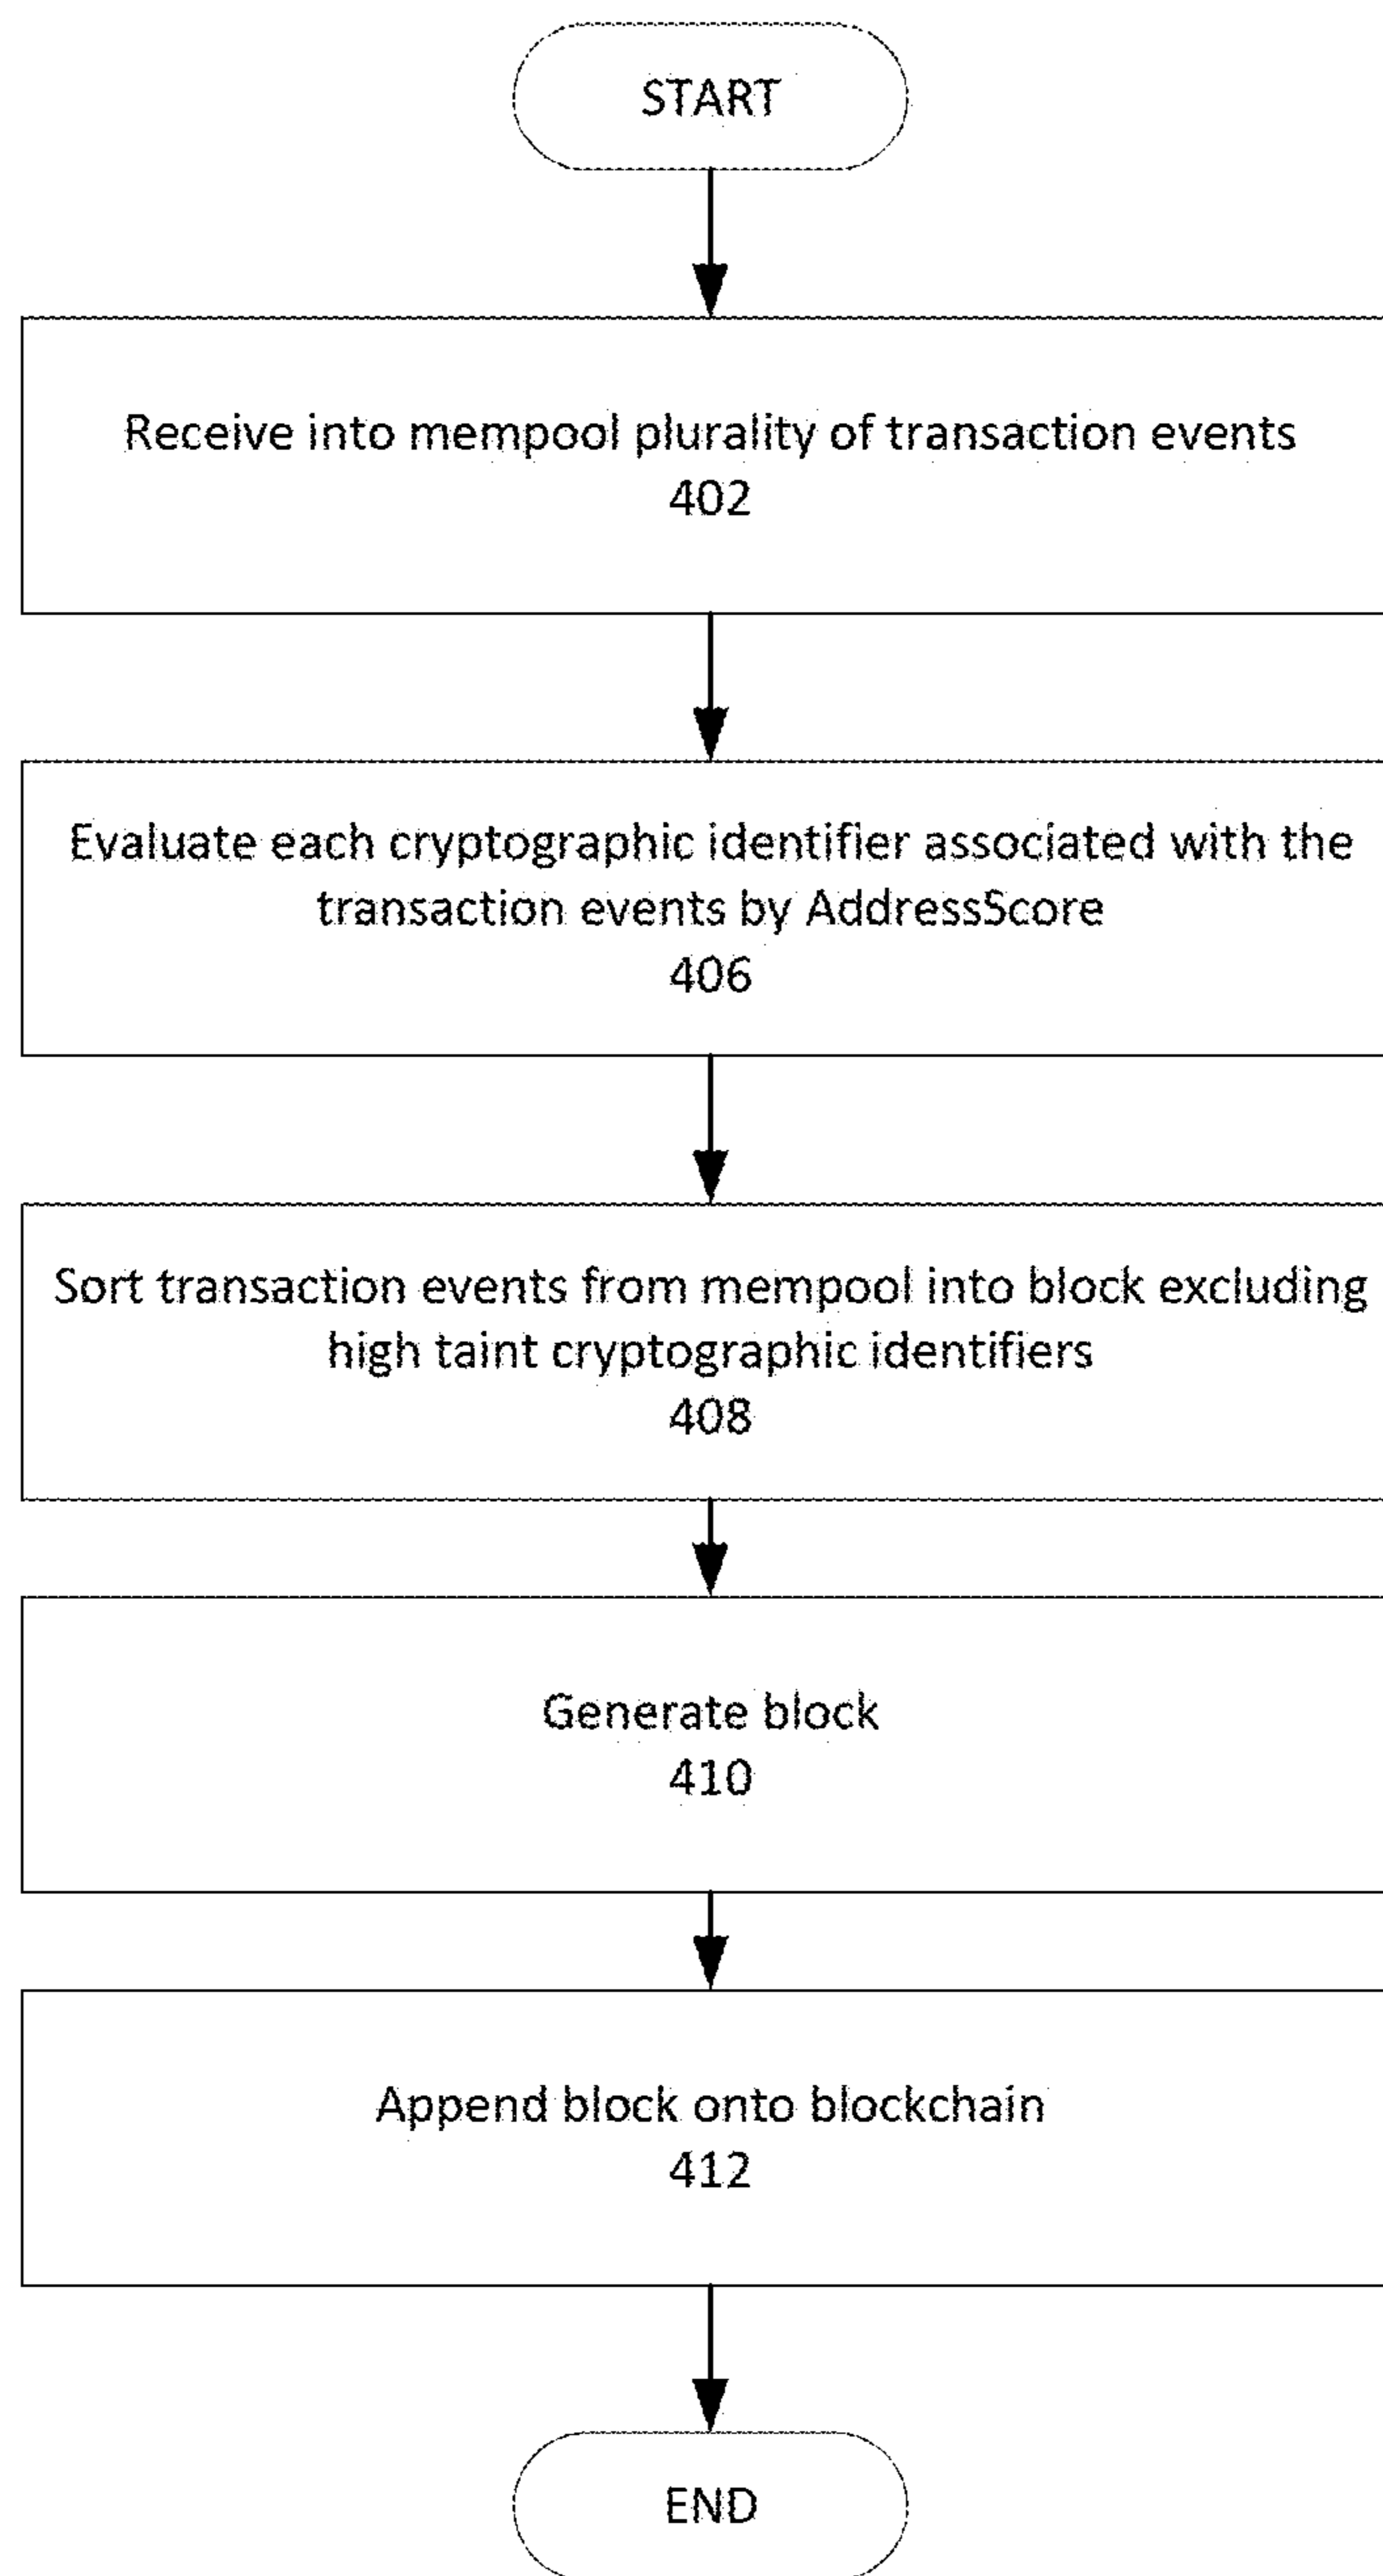 START
Receive into mempool plurality of transaction events
402
Evaluate each cryptographic identifier associated with the
transaction events by AddressScore
406
Sort transaction events from mempool into block excluding
high taint cryptographic identifiers
408
Generate block
410
Append block onto blockchain
412
END